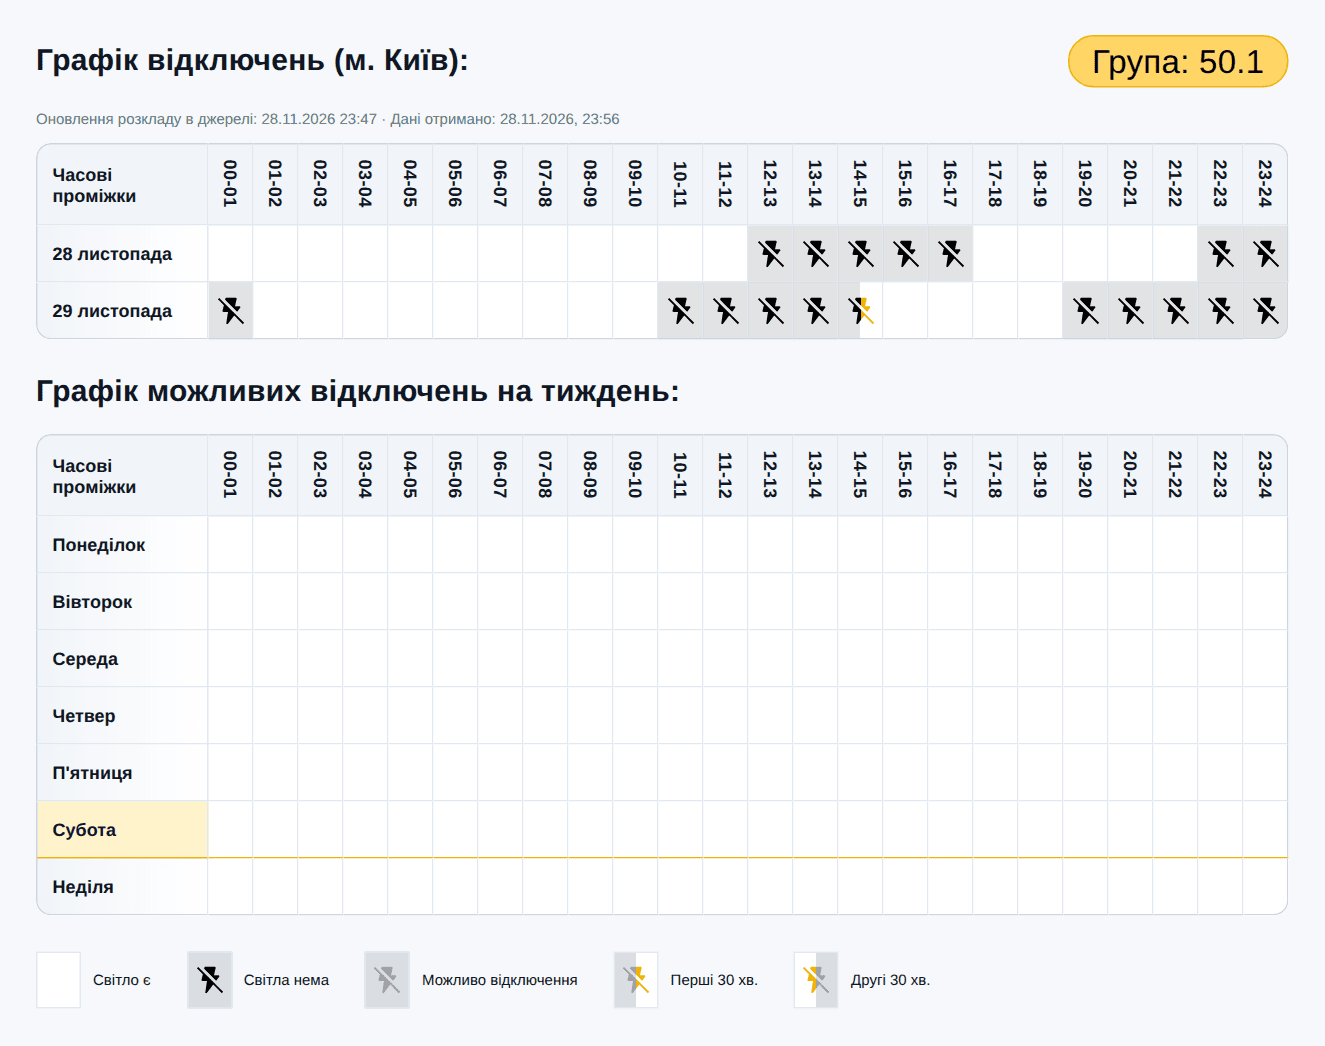 Графік відключень (м. Київ):
Група: 50.1
Оновлення розкладу в джерелі: 28.11.2026 23:47 · Дані отримано: 28.11.2026, 23:56
Часові проміжки 00-01 01-02 02-03 03-04 04-05 05-06 06-07 07-08 08-09 09-10 10-11 11-12 12-13 13-14 14-15 15-16 16-17 17-18 18-19 19-20 20-21 21-22 22-23 23-24
28 листопада
29 листопада
Графік можливих відключень на тиждень:
Часові проміжки 00-01 01-02 02-03 03-04 04-05 05-06 06-07 07-08 08-09 09-10 10-11 11-12 12-13 13-14 14-15 15-16 16-17 17-18 18-19 19-20 20-21 21-22 22-23 23-24
Понеділок
Вівторок
Середа
Четвер
П'ятниця
Субота
Неділя
Світло є Світла нема Можливо відключення Перші 30 хв. Другі 30 хв.